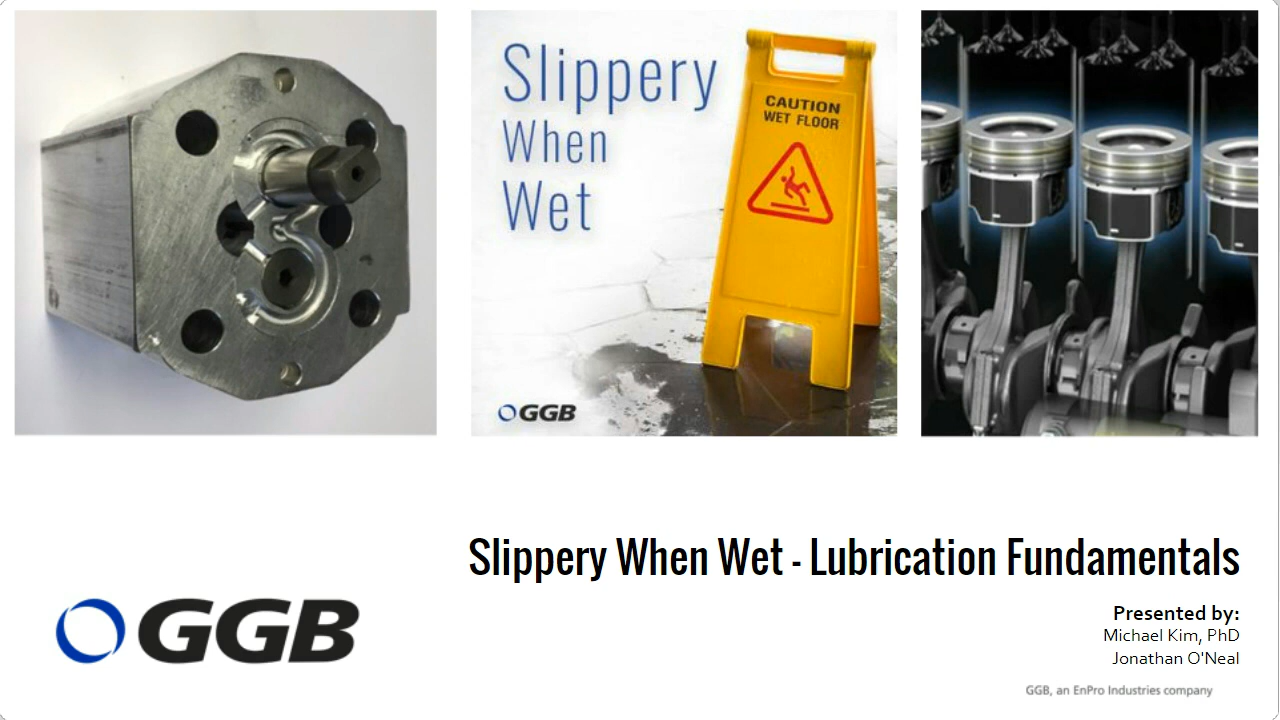 Slippery
When
Wet
CAUTION
WET FLOOR
GGB
Slippery When Wet - Lubrication Fundamentals
GGB
Presented by:
Michael Kim, PhD
Jonathan O'Neal
GGB, an EnPro Industries company